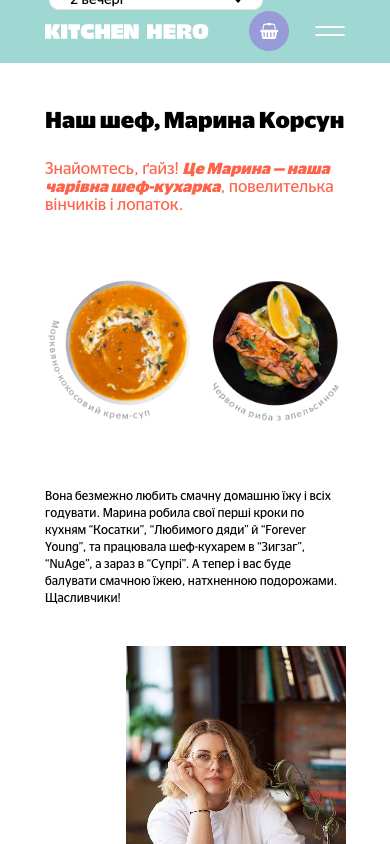 2 вечері
KITCHEN HERO
Наш шеф, Марина Корсун
Знайомтесь, ґайз! Це Марина — наша
чарівна шеф-кухарка, повелителька
вінчиків і лопаток.
Морквяно-кокосовий крем-суп
Червона риба з апельсином
Вона безмежно любить смачну домашню їжу і всіх
годувати. Марина робила свої перші кроки по
кухням “Косатки”, “Любимого дяди” й “Forever
Young”, та працювала шеф-кухарем в “Зигзаг”,
“NuAge”, а зараз в “Супрі”. А тепер і вас буде
балувати смачною їжею, натхненною подорожами.
Щасливчики!